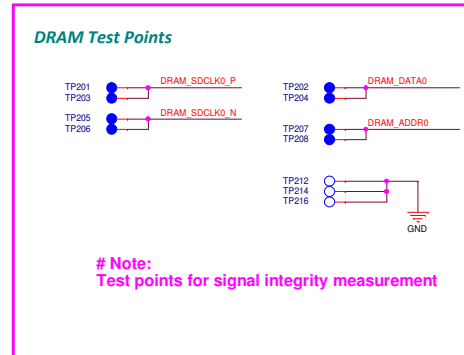 DRAM Test Points
TP201
TP203
DRAM_SDCLK0_P
TP205
TP206
DRAM_SDCLK0_N
TP202
TP204
DRAM_DATA0
TP207
TP208
DRAM_ADDR0
TP212
TP214
TP216
GND
# Note:
Test points for signal integrity measurement